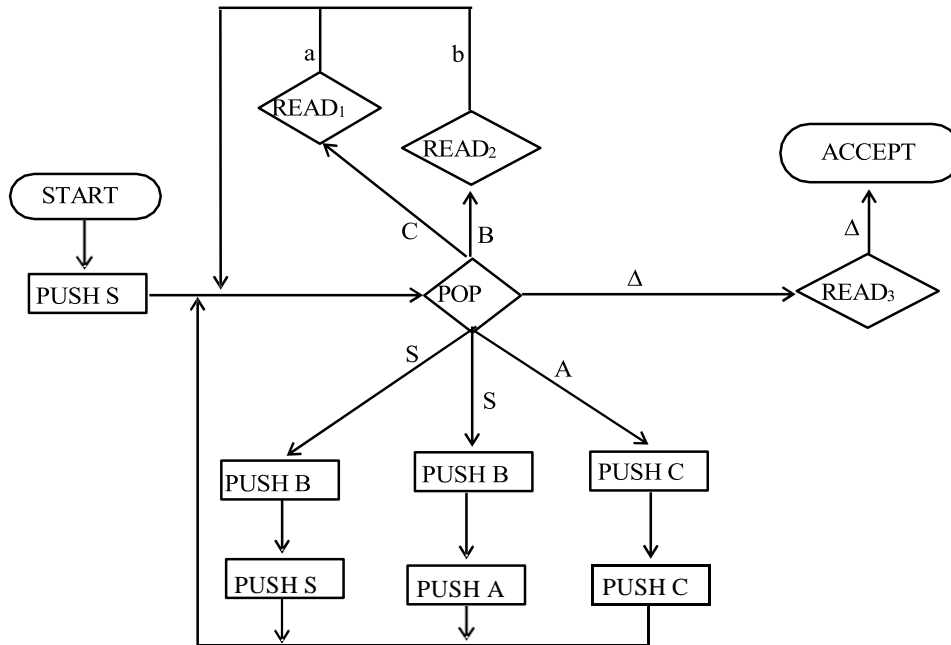 a
b
READ₁
READ₂
ACCEPT
START
C
B
Δ
Δ
PUSH S
POP
READ₃
S
S
A
PUSH B
PUSH B
PUSH C
PUSH S
PUSH A
PUSH C